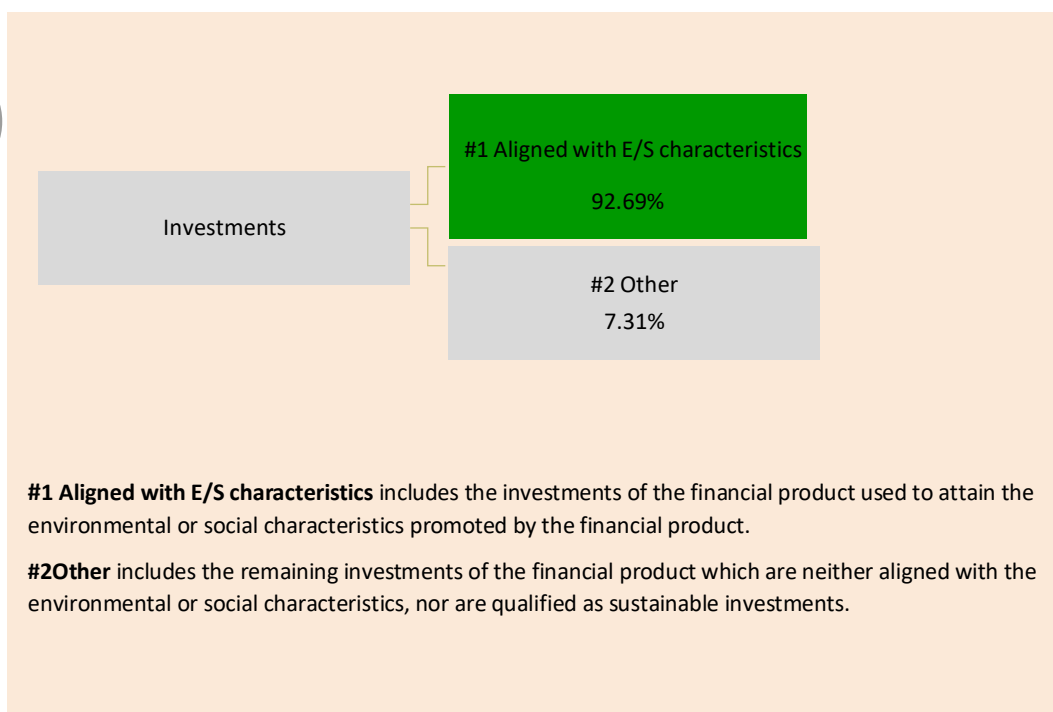 #1 Aligned with E/S characteristics
92.69%
Investments
#2 Other
7.31%
#1 Aligned with E/S characteristics includes the investments of the financial product used to attain the
environmental or social characteristics promoted by the financial product.
#2Other includes the remaining investments of the financial product which are neither aligned with the
environmental or social characteristics, nor are qualified as sustainable investments.